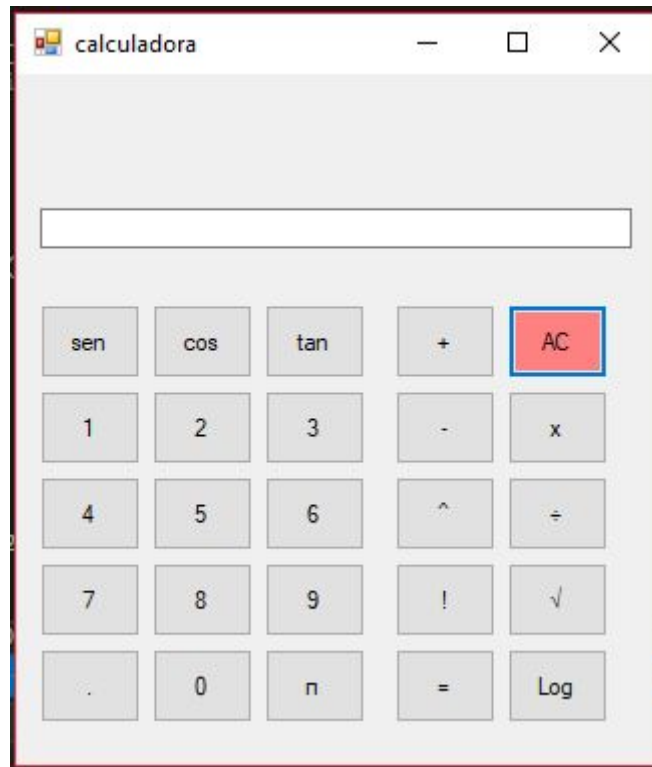 calculadora
sen cos tan + AC
1 2 3 - x
4 5 6 ^ ÷
7 8 9 ! √
. 0 п = Log